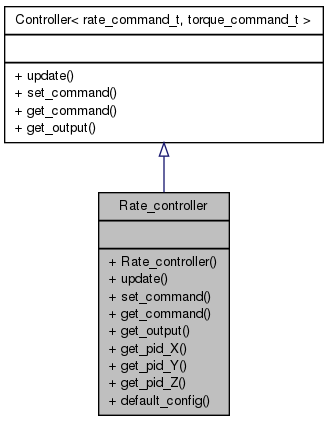 Controller< rate_command_t, torque_command_t >
+ update()
+ set_command()
+ get_command()
+ get_output()
Rate_controller
+ Rate_controller()
+ update()
+ set_command()
+ get_command()
+ get_output()
+ get_pid_X()
+ get_pid_Y()
+ get_pid_Z()
+ default_config()